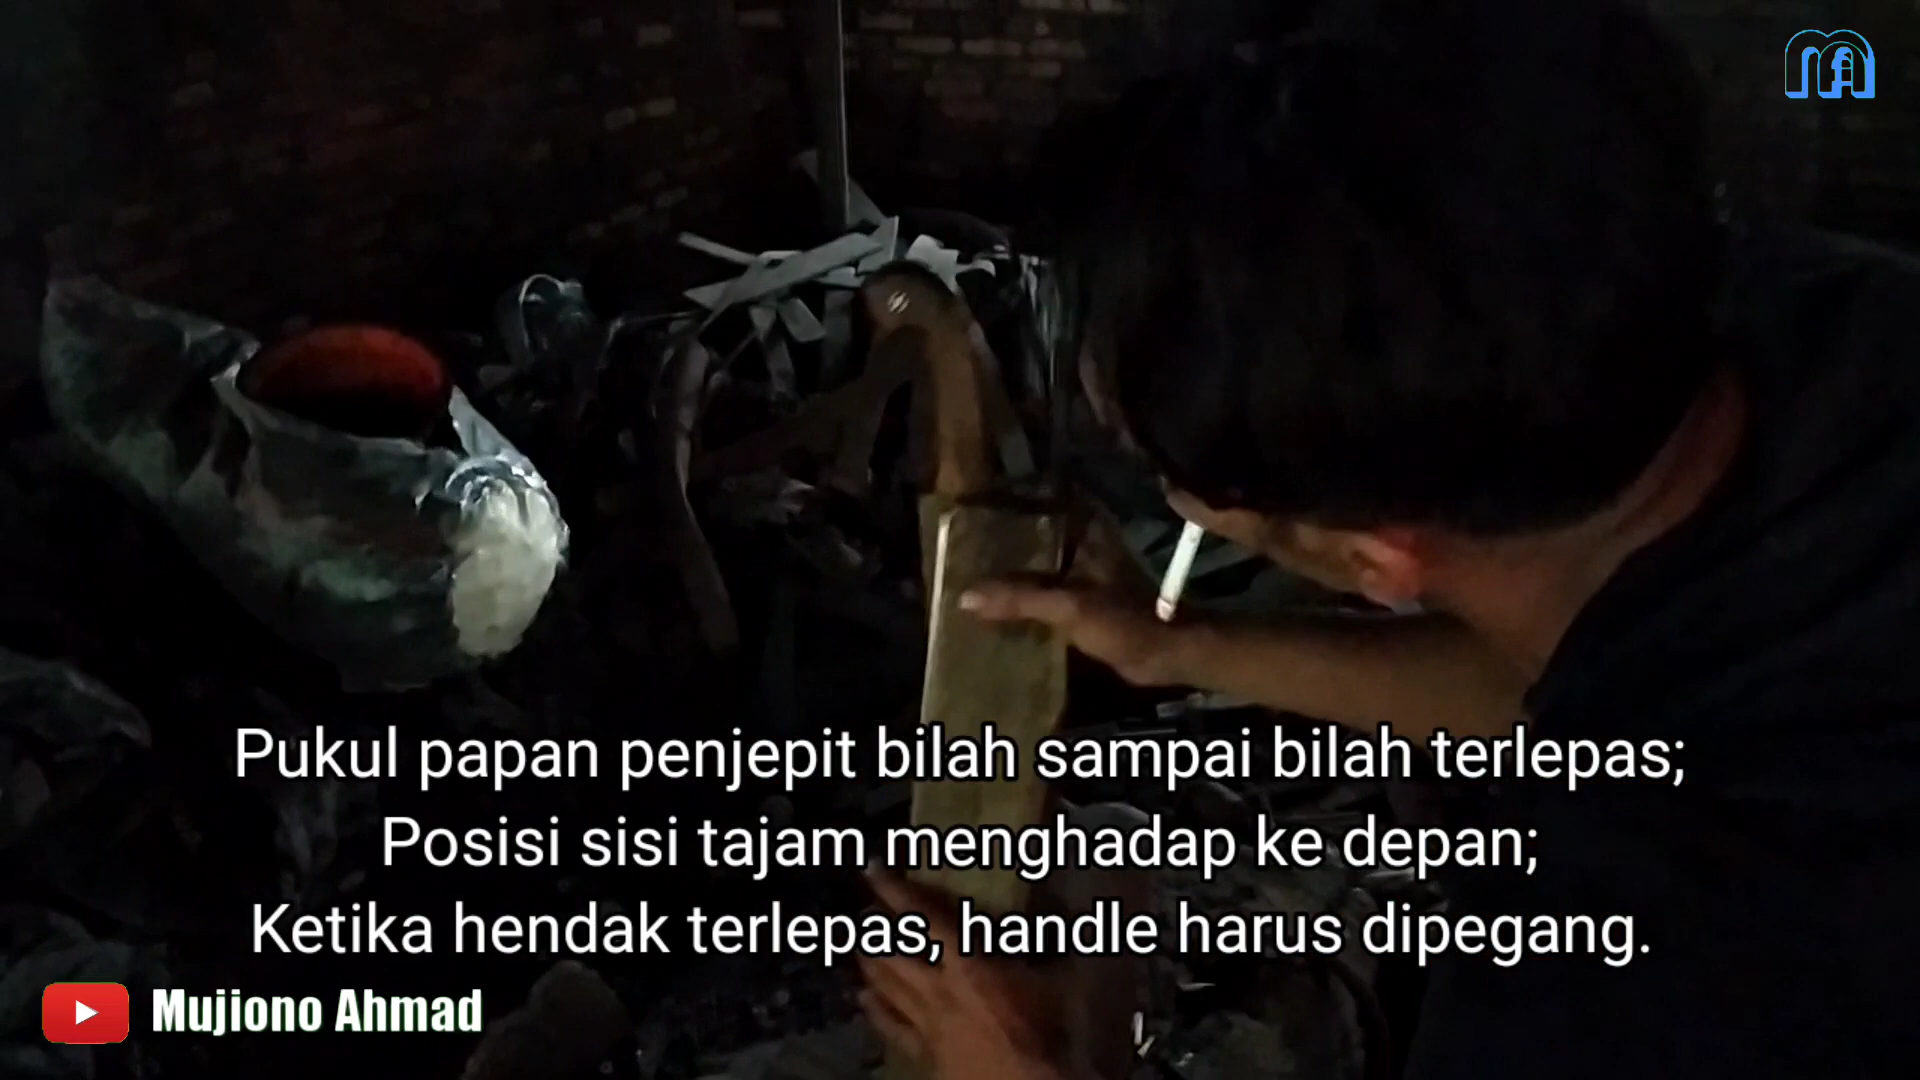 Pukul papan penjepit bilah sampai bilah terlepas;
Posisi sisi tajam menghadap ke depan;
Ketika hendak terlepas, handle harus dipegang.
Mujiono Ahmad